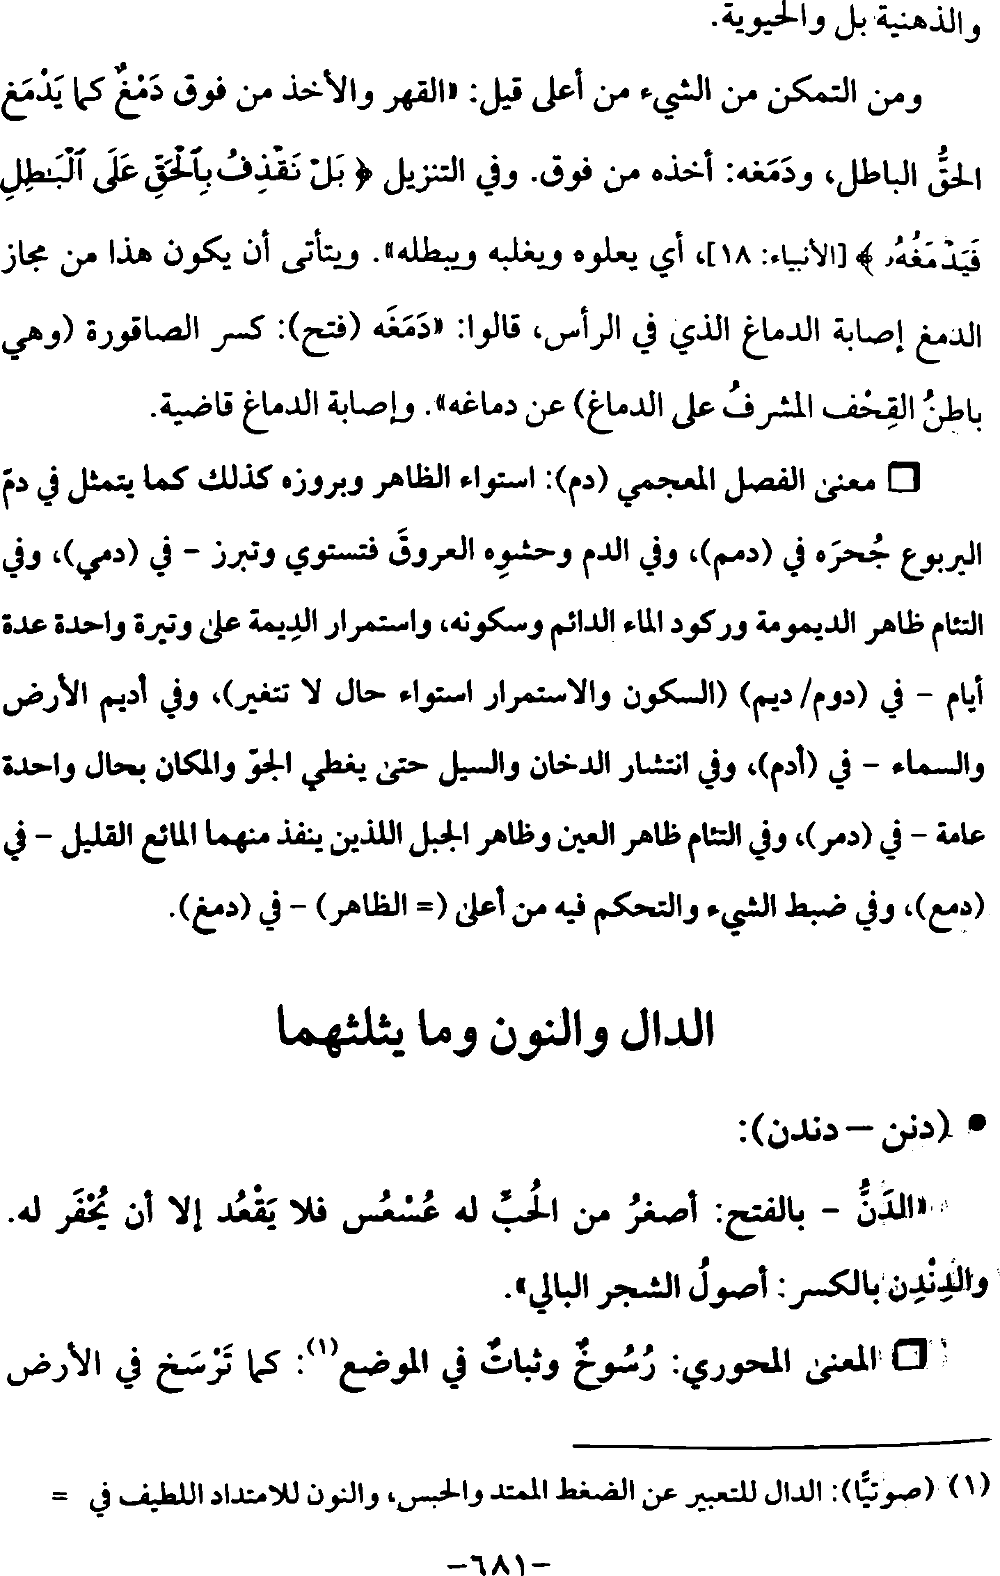 والذهنية بل والحيوية.
ومن التمكن من الشيء من أعلى قيل: «القهر والأخذ من فوق دَمْغٌ كما يَدْمَغ
الحقُّ الباطل، ودَمَغه: أخذه من فوق. وفي التنزيل ﴿ بَلْ نَقْذِفُ بِٱلْحَقِّ عَلَى ٱلْبَـٰطِلِ
فَيَدْمَغُهُۥ ﴾ [الأنبياء: ١٨]، أي يعلوه ويغلبه ويبطله». ويتأتى أن يكون هذا من مجاز
الدمغ إصابة الدماغ الذي في الرأس، قالوا: «دَمَغَه (فتح): كسر الصاقورة (وهي
باطنُ القِحْف المشرفُ على الدماغ) عن دماغه». وإصابة الدماغ قاضية.
□ معنى الفصل المعجمي (دم): استواء الظاهر وبروزه كذلك كما يتمثل في دمّ
اليربوع جُحرَه في (دمم)، وفي الدم وحشوِه العروقَ فتستوي وتبرز – في (دمي)، وفي
التئام ظاهر الديمومة وركود الماء الدائم وسكونه، واستمرار الدِيمة على وتيرة واحدة عدة
أيام – في (دوم/ ديم) (السكون والاستمرار استواء حال لا تتغير)، وفي أديم الأرض
والسماء – في (أدم)، وفي انتشار الدخان والسيل حتى يغطي الجوّ والمكان بحال واحدة
عامة – في (دمر)، وفي التئام ظاهر العين وظاهر الجبل اللذين ينفذ منهما المائع القليل – في
(دمع)، وفي ضبط الشيء والتحكم فيه من أعلى (= الظاهر) – في (دمغ).
الدال والنون وما يثلثهما
• (دنن – دندن):
«الدَنُّ – بالفتح: أصغرُ من الحُبِّ له عُسْعُس فلا يَقْعُد إلا أن يُحْفَر له.
والدِنْدِن بالكسر: أصولُ الشجر البالي».
□ المعنى المحوري: رُسُوخٌ وثباتٌ في الموضع(١): كما تَرْسَخ في الأرض
(١) (صوتيًّا): الدال للتعبير عن الضغط الممتد والحبس، والنون للامتداد اللطيف في =
–٦٨١–